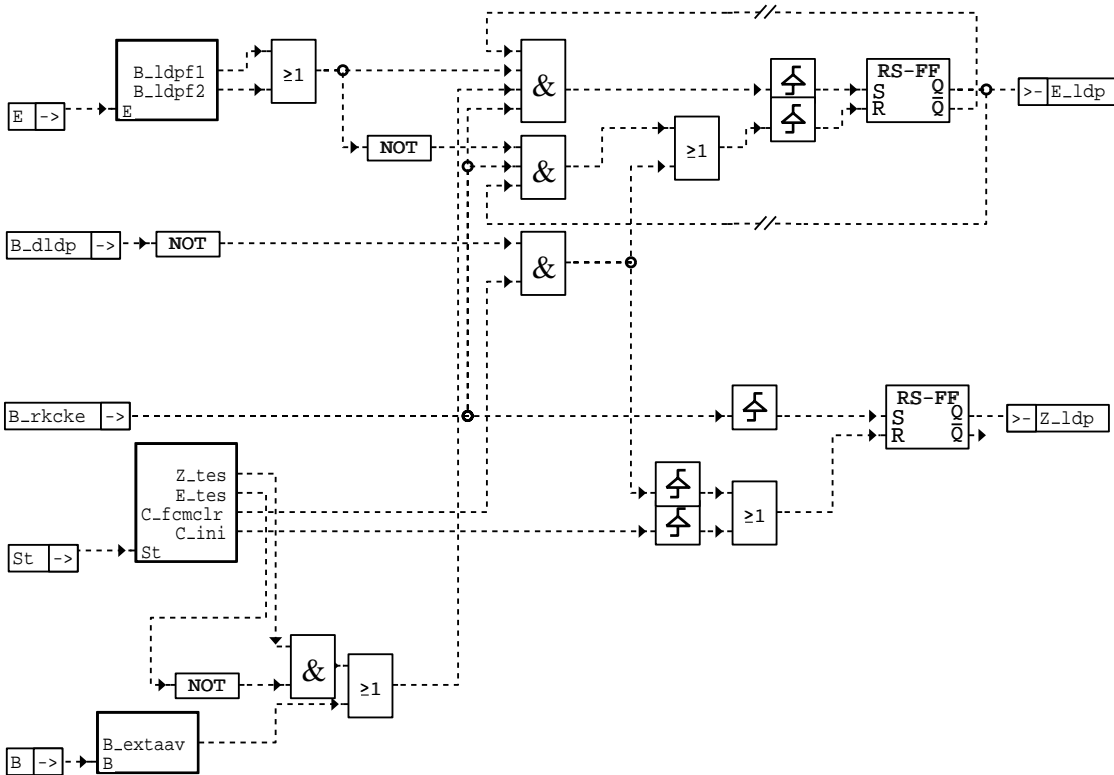 B_ldpf1
B_ldpf2
E
E ->
≥1
&
NOT
&
≥1
RS-FF
S Q
R Q̅
>- E_ldp
B_dldp ->
NOT
&
B_rkcke ->
RS-FF
S Q
R Q̅
>- Z_ldp
Z_tes
E_tes
C_fcmclr
C_ini
St
St ->
≥1
NOT
&
≥1
B_extaav
B
B ->